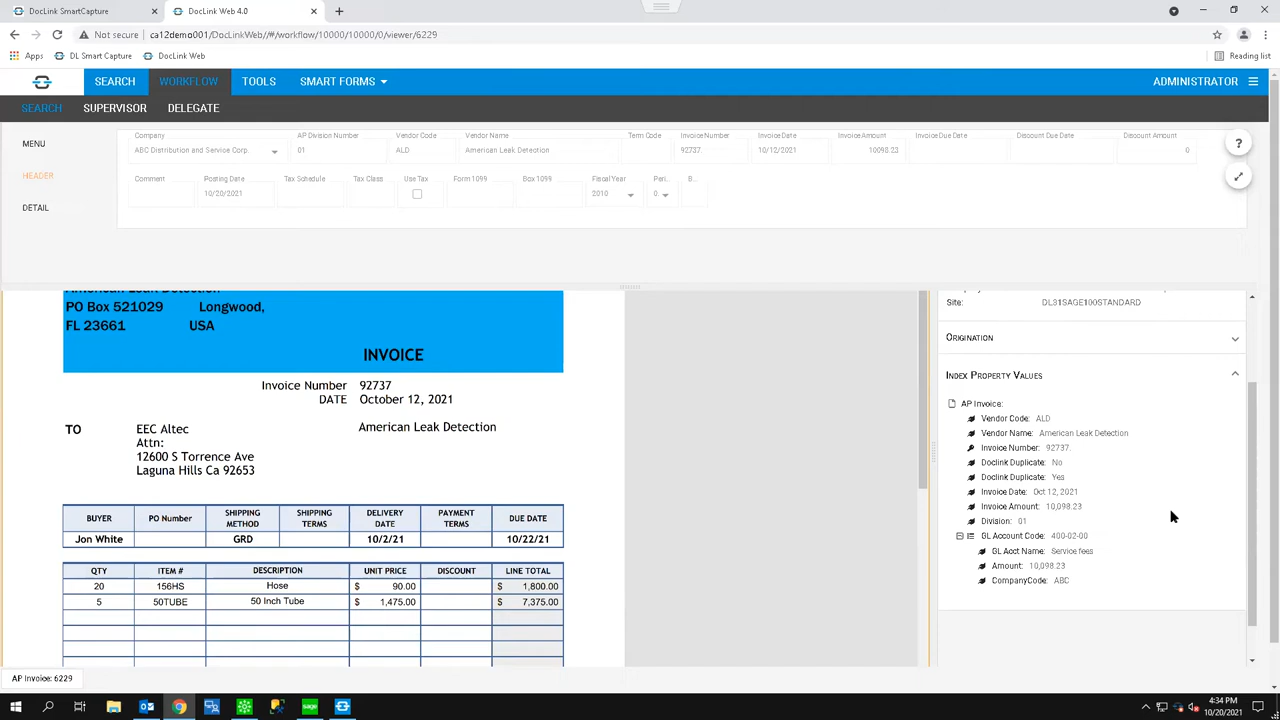 DocLink SmartCapture
DocLink Web 4.0
Not secure ca12demo001/DocLinkWeb//#/workflow/10000/10000/0/viewer/6229
Apps DL Smart Capture DocLink Web Reading list
SEARCH WORKFLOW TOOLS SMART FORMS ADMINISTRATOR
SEARCH SUPERVISOR DELEGATE
MENU
HEADER
DETAIL
Company AP Division Number Vendor Code Vendor Name Term Code Invoice Number Invoice Date Invoice Amount Invoice Due Date Discount Due Date Discount Amount
ABC Distribution and Service Corp. 01 ALD American Leak Detection 92737. 10/12/2021 10098.23 0
Comment Posting Date Tax Schedule Tax Class Use Tax Form 1099 Box 1099 Fiscal Year Peri... B...
10/20/2021 2010 0.
?
PO Box 521029 Longwood,
FL 23661 USA
INVOICE
Invoice Number 92737
DATE October 12, 2021
TO EEC Altec American Leak Detection
Attn:
12600 S Torrence Ave
Laguna Hills Ca 92653
BUYER PO Number SHIPPING METHOD SHIPPING TERMS DELIVERY DATE PAYMENT TERMS DUE DATE
Jon White GRD 10/2/21 10/22/21
QTY ITEM # DESCRIPTION UNIT PRICE DISCOUNT LINE TOTAL
20 156HS Hose $ 90.00 $ 1,800.00
5 50TUBE 50 Inch Tube $ 1,475.00 $ 7,375.00
Site: DL31SAGE100STANDARD
ORIGINATION
INDEX PROPERTY VALUES
AP Invoice:
Vendor Code: ALD
Vendor Name: American Leak Detection
Invoice Number: 92737.
Doclink Duplicate: No
Doclink Duplicate: Yes
Invoice Date: Oct 12, 2021
Invoice Amount: 10,098.23
Division: 01
GL Account Code: 400-02-00
GL Acct Name: Service fees
Amount: 10,098.23
CompanyCode: ABC
AP Invoice: 6229
sage
4:34 PM
10/20/2021